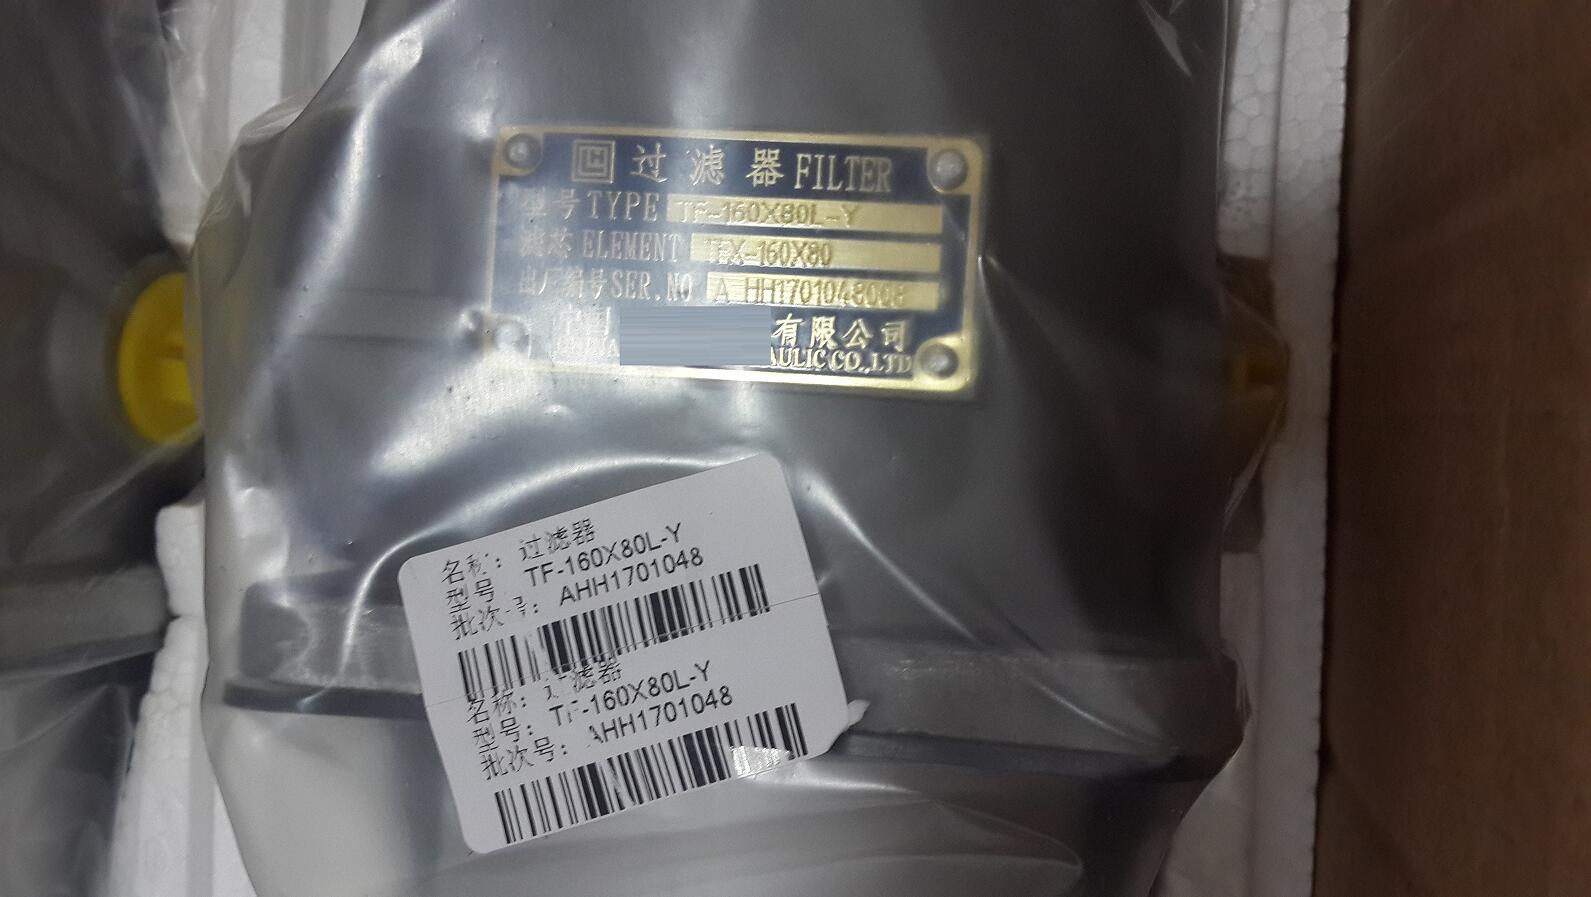 过滤器 FILTER
型号 TYPE TF-160X80L-Y
滤芯 ELEMENT TFX-160X80
出厂编号 SER.NO A HH1701048008
有限公司
AULIC CO.,LTD
名称: 过滤器
型号 TF-160X80L-Y
批次号: AHH1701048
名称: 过滤器
型号: TF-160X80L-Y
批次号: AHH1701048